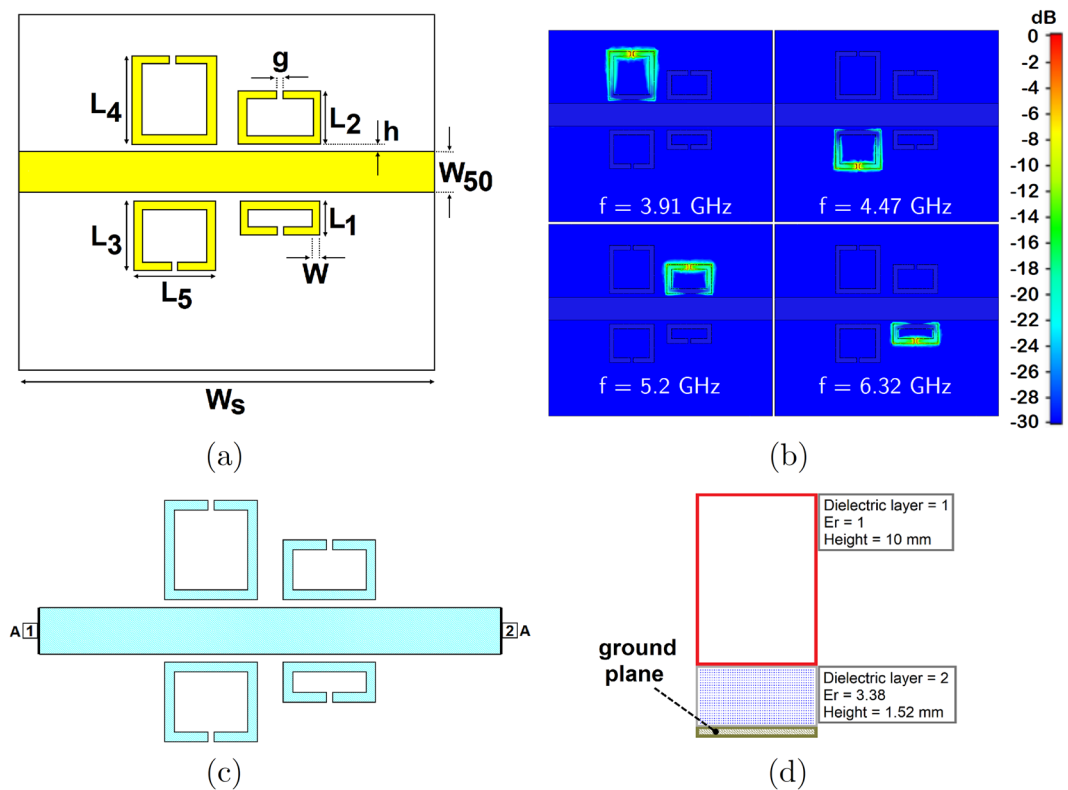 g
L4
L2
h
W50
L3
L1
W
L5
Ws
(a)
dB
0
-2
-4
-6
-8
-10
-12
-14
-16
-18
-20
-22
-24
-26
-28
-30
f = 3.91 GHz
f = 4.47 GHz
f = 5.2 GHz
f = 6.32 GHz
(b)
A 1
2 A
(c)
Dielectric layer = 1
Er = 1
Height = 10 mm
ground
plane
Dielectric layer = 2
Er = 3.38
Height = 1.52 mm
(d)